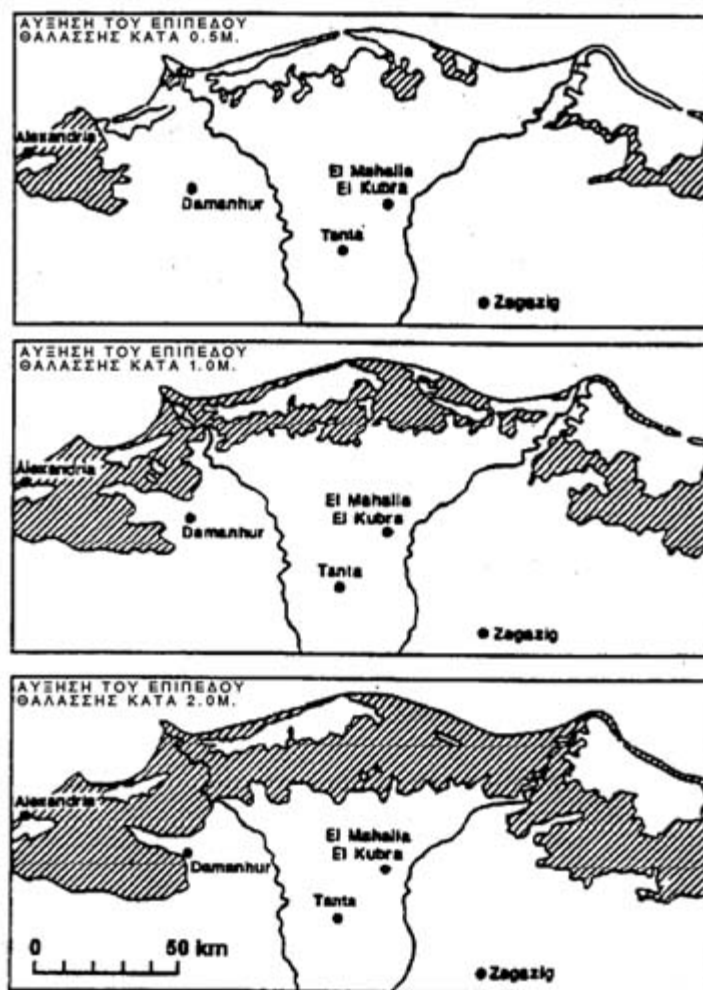 ΑΥΞΗΣΗ ΤΟΥ ΕΠΙΠΕΔΟΥ
ΘΑΛΑΣΣΗΣ ΚΑΤΑ 0.5Μ.
Alexandria
El Mahalla
El Kubra
Damanhur
Tanta
Zagazig
ΑΥΞΗΣΗ ΤΟΥ ΕΠΙΠΕΔΟΥ
ΘΑΛΑΣΣΗΣ ΚΑΤΑ 1.0Μ.
Alexandria
El Mahalla
El Kubra
Damanhur
Tanta
Zagazig
ΑΥΞΗΣΗ ΤΟΥ ΕΠΙΠΕΔΟΥ
ΘΑΛΑΣΣΗΣ ΚΑΤΑ 2.0Μ.
Alexandria
El Mahalla
El Kubra
Damanhur
Tanta
0 50 km
Zagazig